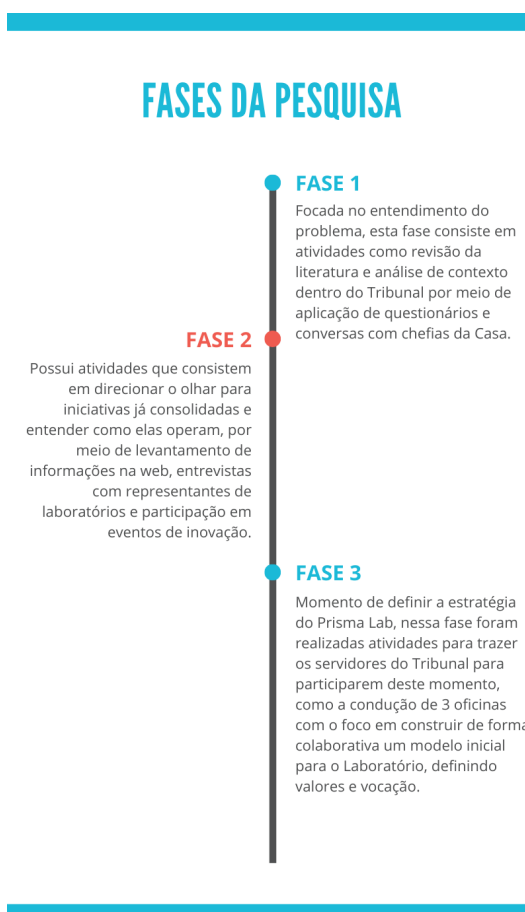 FASES DA PESQUISA
FASE 1
Focada no entendimento do
problema, esta fase consiste em
atividades como revisão da
literatura e análise de contexto
dentro do Tribunal por meio de
aplicação de questionários e
conversas com chefias da Casa.
FASE 2
Possui atividades que consistem
em direcionar o olhar para
iniciativas já consolidadas e
entender como elas operam, por
meio de levantamento de
informações na web, entrevistas
com representantes de
laboratórios e participação em
eventos de inovação.
FASE 3
Momento de definir a estratégia
do Prisma Lab, nessa fase foram
realizadas atividades para trazer
os servidores do Tribunal para
participarem deste momento,
como a condução de 3 oficinas
com o foco em construir de forma
colaborativa um modelo inicial
para o Laboratório, definindo
valores e vocação.